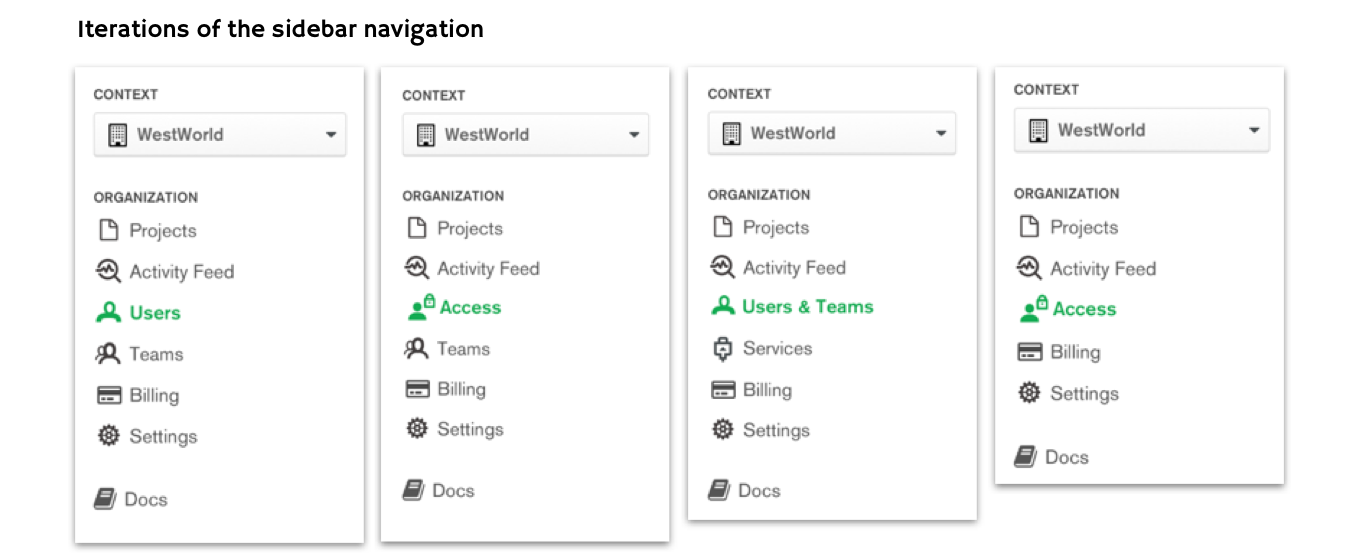 Iterations of the sidebar navigation
CONTEXT
WestWorld
ORGANIZATION
Projects
Activity Feed
Users
Teams
Billing
Settings
Docs
CONTEXT
WestWorld
ORGANIZATION
Projects
Activity Feed
Access
Teams
Billing
Settings
Docs
CONTEXT
WestWorld
ORGANIZATION
Projects
Activity Feed
Users & Teams
Services
Billing
Settings
Docs
CONTEXT
WestWorld
ORGANIZATION
Projects
Activity Feed
Access
Billing
Settings
Docs